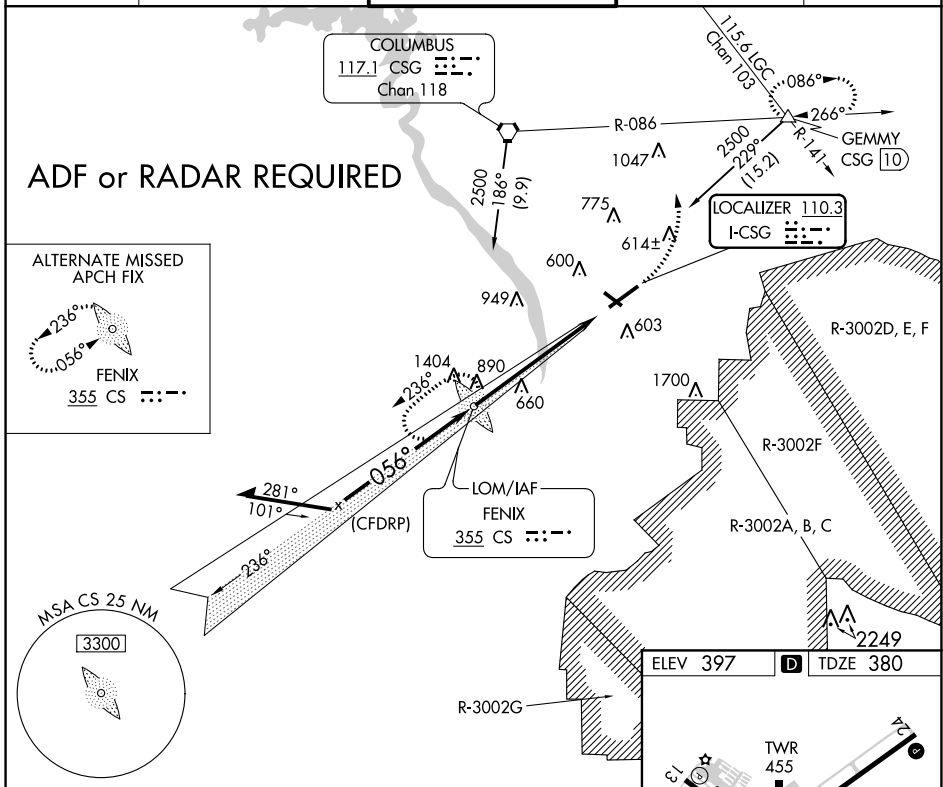 COLUMBUS
117.1 CSG
Chan 118
115.6 LGC
Chan 103
086°
266°
R-086
R-141
GEMMY
CSG 10
2500
229°
(15.2)
1047
2500
186°
(9.9)
ADF or RADAR REQUIRED
775
614±
LOCALIZER 110.3
I-CSG
600
949
603
ALTERNATE MISSED
APCH FIX
236°
056°
FENIX
355 CS
R-3002D, E, F
1404
890
236°
660
1700
R-3002F
056°
LOM/IAF
FENIX
355 CS
281°
101°
(CFDRP)
R-3002A, B, C
236°
MSA CS 25 NM
3300
2249
R-3002G
ELEV 397
D
TDZE 380
TWR
455
24
13
P
P